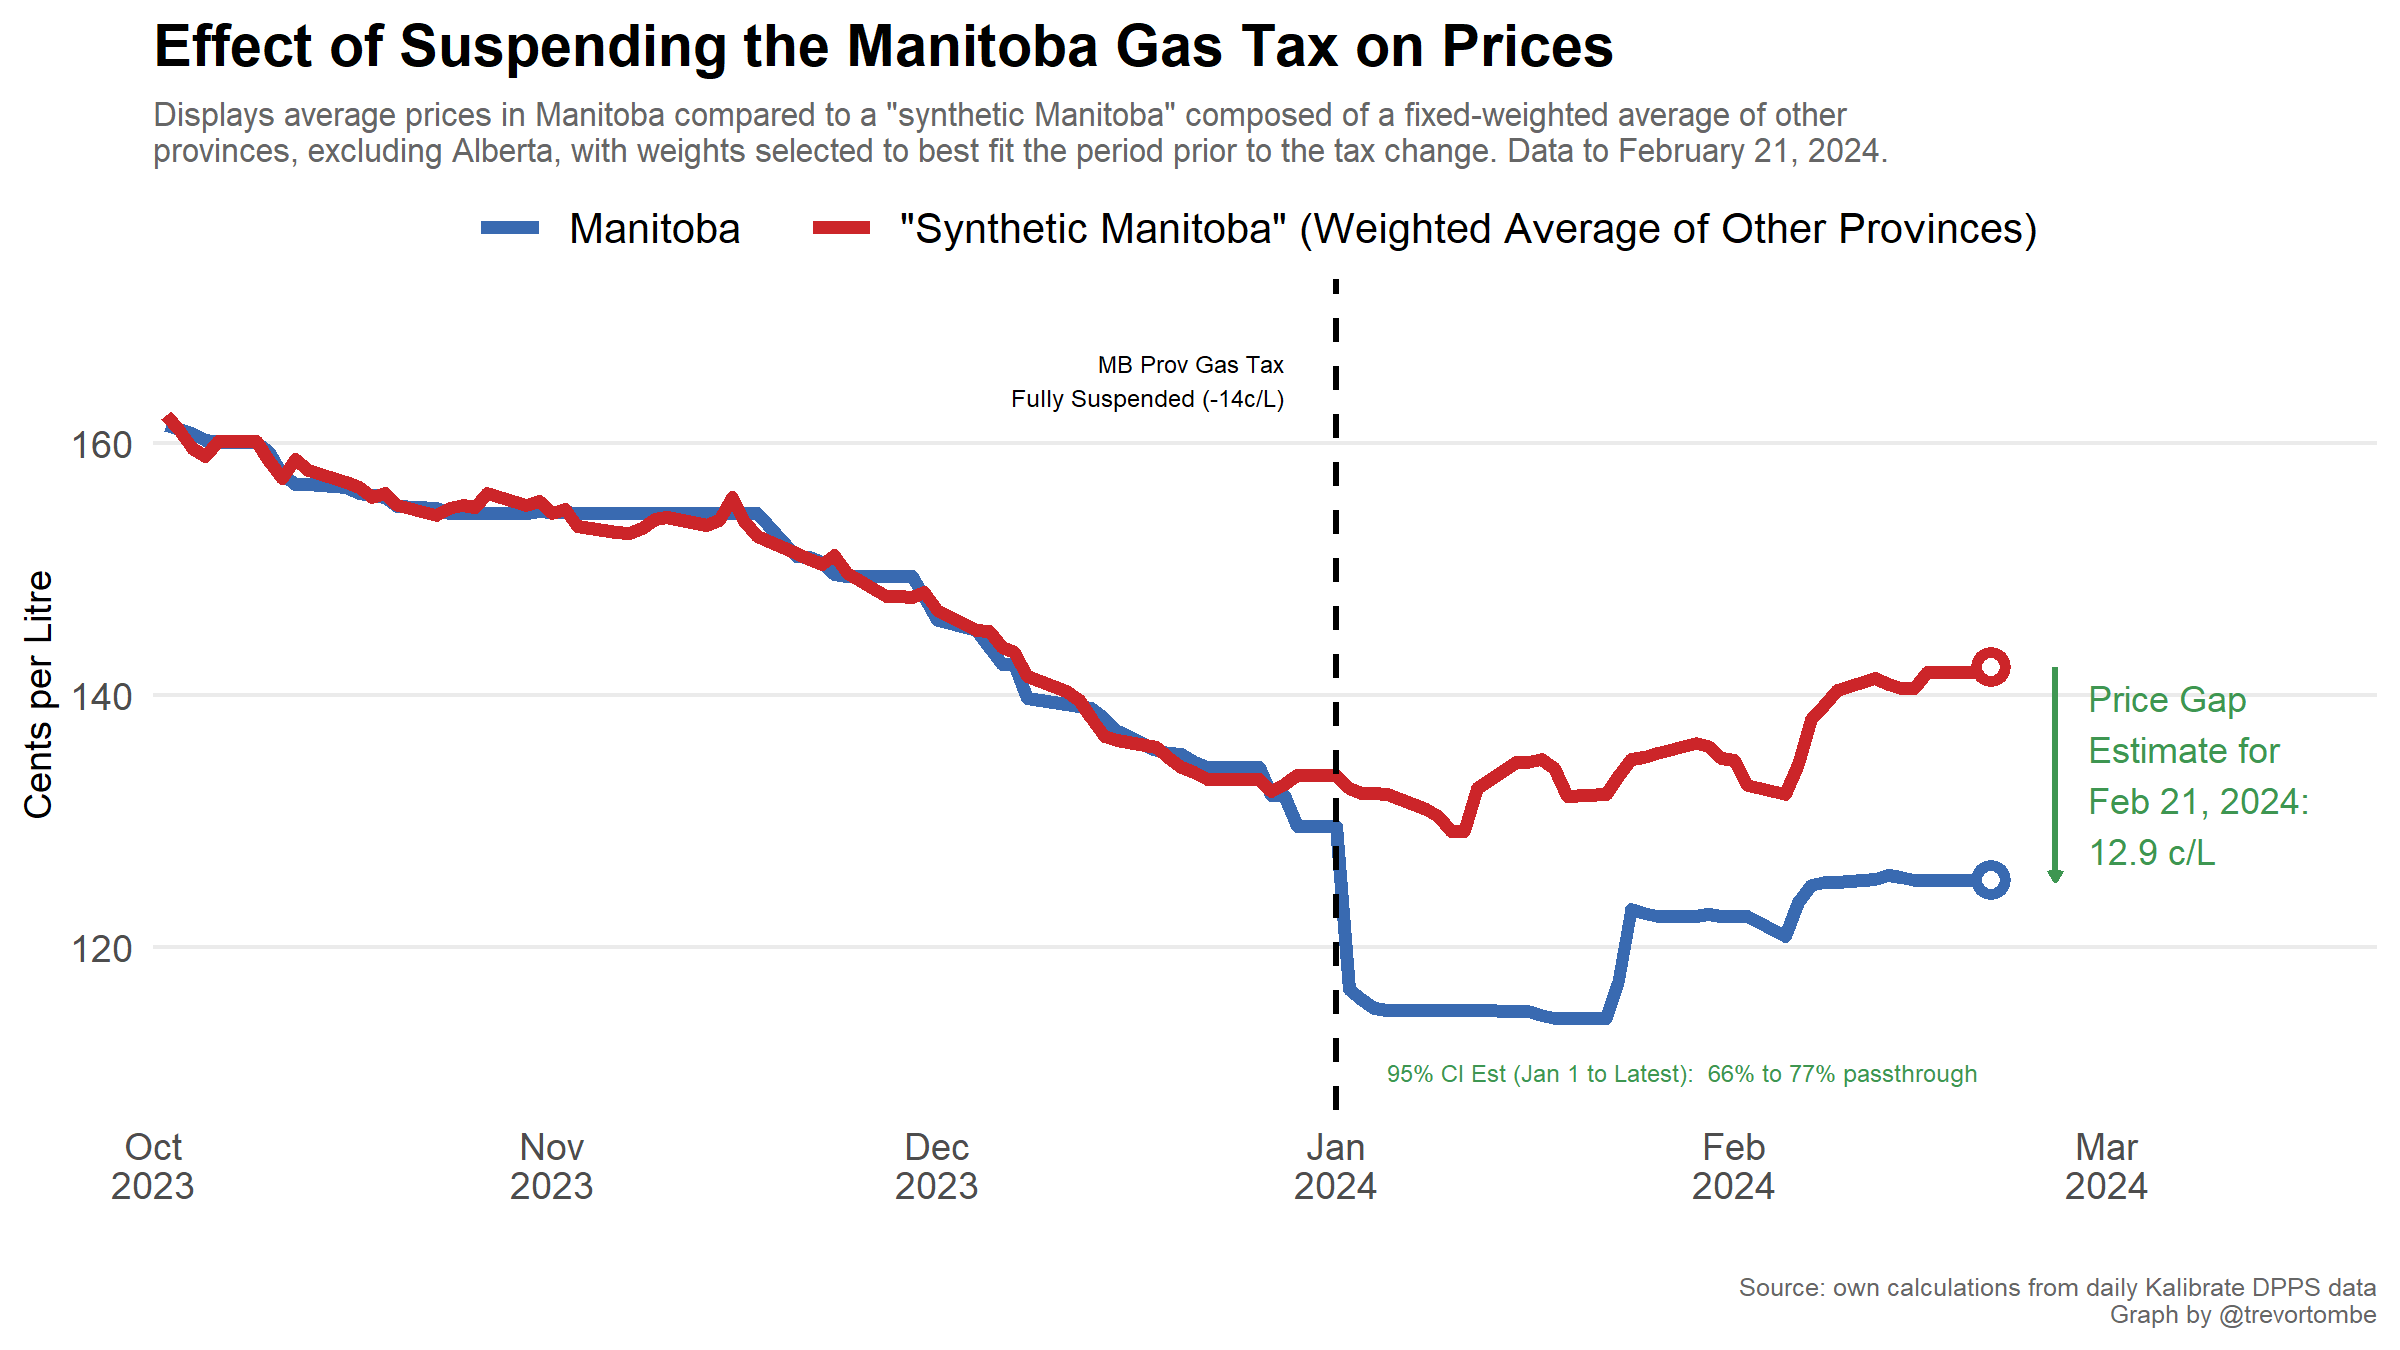 Effect of Suspending the Manitoba Gas Tax on Prices
Displays average prices in Manitoba compared to a "synthetic Manitoba" composed of a fixed-weighted average of other
provinces, excluding Alberta, with weights selected to best fit the period prior to the tax change. Data to February 21, 2024.
Manitoba
"Synthetic Manitoba" (Weighted Average of Other Provinces)
MB Prov Gas Tax
Fully Suspended (-14c/L)
Cents per Litre
160
140
120
Price Gap
Estimate for
Feb 21, 2024:
12.9 c/L
95% CI Est (Jan 1 to Latest):  66% to 77% passthrough
Oct
2023
Nov
2023
Dec
2023
Jan
2024
Feb
2024
Mar
2024
Source: own calculations from daily Kalibrate DPPS data
Graph by @trevortombe